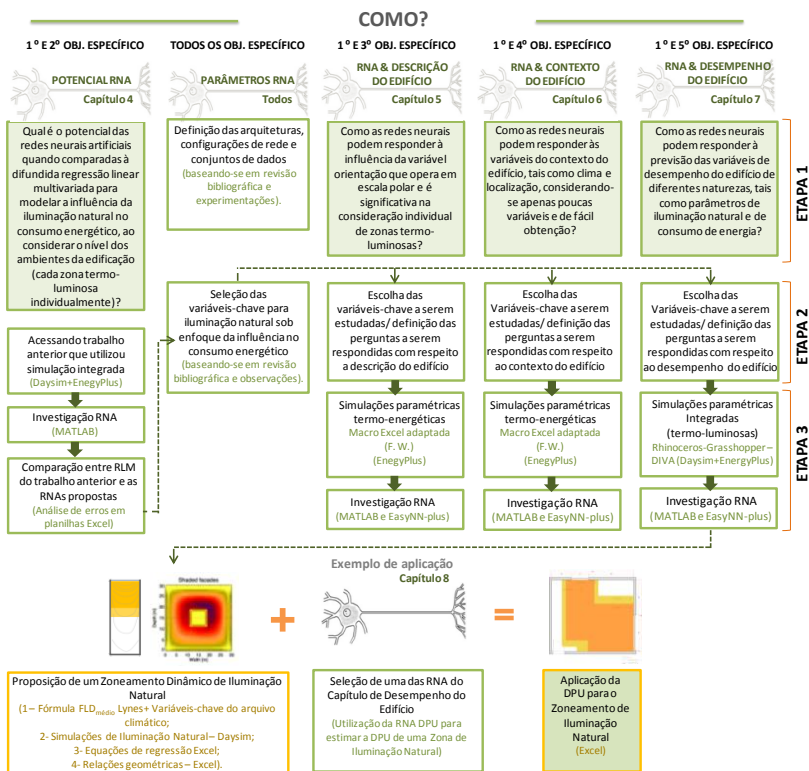 COMO?
1º E 2º OBJ. ESPECÍFICO
TODOS OS OBJ. ESPECÍFICO
1º E 3º OBJ. ESPECÍFICO
1º E 4º OBJ. ESPECÍFICO
1º E 5º OBJ. ESPECÍFICO
POTENCIAL RNA
Capítulo 4
PARÂMETROS RNA
Todos
RNA & DESCRIÇÃO
DO EDIFÍCIO
Capítulo 5
RNA & CONTEXTO
DO EDIFÍCIO
Capítulo 6
RNA & DESEMPENHO
DO EDIFÍCIO
Capítulo 7
Qual é o potencial das
redes neurais artificiais
quando comparadas à
difundida regressão linear
multivariada para
modelar a influência da
iluminação natural no
consumo energético, ao
considerar o nível dos
ambientes da edificação
(cada zona termo-
luminosa
individualmente)?
Definição das arquiteturas,
configurações de rede e
conjuntos de dados
(baseando-se em revisão
bibliográfica e
experimentações).
Como as redes neurais
podem responder à
influência da variável
orientação que opera em
escala polar e é
significativa na
consideração individual
de zonas termo-
luminosas?
Como as redes neurais
podem responder às
variáveis do contexto do
edifício, tais como clima e
localização, considerando-
se apenas poucas
variáveis e de fácil
obtenção?
Como as redes neurais
podem responder à
previsão das variáveis de
desempenho do edifício de
diferentes naturezas, tais
como parâmetros de
iluminação natural e de
consumo de energia?
ETAPA 1
Seleção das
variáveis-chave para
iluminação natural sob
enfoque da influência no
consumo energético
(baseando-se em revisão
bibliográfica e observações).
Escolha das
variáveis-chave a serem
estudadas/ definição das
perguntas a serem
respondidas com respeito
a descrição do edifício
Escolha das
Variáveis-chave a serem
estudadas/ definição das
perguntas a serem
respondidas com respeito
ao contexto do edifício
Escolha das
Variáveis-chave a serem
estudadas/ definição das
perguntas a serem
respondidas com respeito
ao desempenho do edifício
ETAPA 2
Acessando trabalho
anterior que utilizou
simulação integrada
(Daysim+EnegyPlus)
Investigação RNA
(MATLAB)
Comparação entre RLM
do trabalho anterior e as
RNAs propostas
(Análise de erros em
planilhas Excel)
Simulações paramétricas
termo-energéticas
Macro Excel adaptada
(F. W.)
(EnegyPlus)
Simulações paramétricas
termo-energéticas
Macro Excel adaptada
(F. W.)
(EnegyPlus)
Simulações paramétricas
Integradas
(termo-luminosas)
Rhinoceros-Grasshopper–
DIVA (Daysim+EnergyPlus)
ETAPA 3
Investigação RNA
(MATLAB e EasyNN-plus)
Investigação RNA
(MATLAB e EasyNN-plus)
Investigação RNA
(MATLAB e EasyNN-plus)
Exemplo de aplicação
Capítulo 8
Shaded facades
+
=
Proposição de um Zoneamento Dinâmico de Iluminação
Natural
(1 – Fórmula FLDmédio Lynes+ Variáveis-chave do arquivo
climático;
2- Simulações de Iluminação Natural – Daysim;
3- Equações de regressão Excel;
4- Relações geométricas – Excel).
Seleção de uma das RNA do
Capítulo de Desempenho do
Edifício
(Utilização da RNA DPU para
estimar a DPU de uma Zona de
Iluminação Natural)
Aplicação da
DPU para o
Zoneamento de
Iluminação
Natural
(Excel)